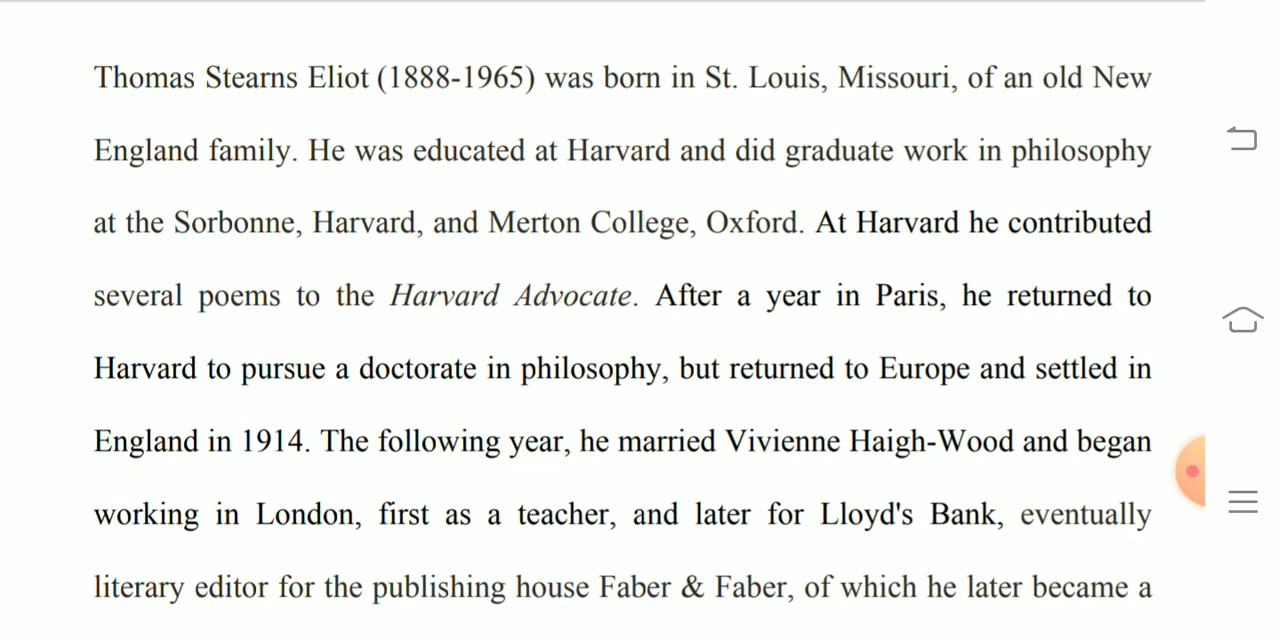 Thomas Stearns Eliot (1888-1965) was born in St. Louis, Missouri, of an old New
England family. He was educated at Harvard and did graduate work in philosophy
at the Sorbonne, Harvard, and Merton College, Oxford. At Harvard he contributed
several poems to the Harvard Advocate. After a year in Paris, he returned to
Harvard to pursue a doctorate in philosophy, but returned to Europe and settled in
England in 1914. The following year, he married Vivienne Haigh-Wood and began
working in London, first as a teacher, and later for Lloyd's Bank, eventually
literary editor for the publishing house Faber & Faber, of which he later became a